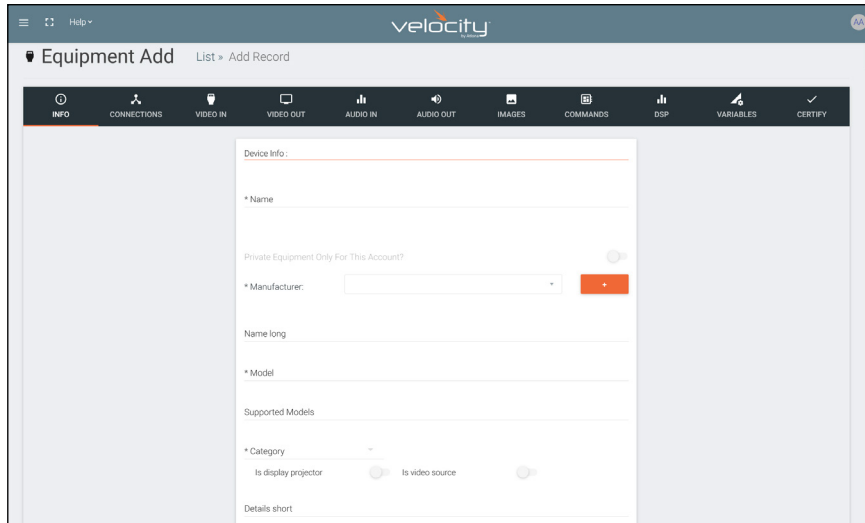 Help
velocity
AA
Equipment Add List » Add Record
INFO CONNECTIONS VIDEO IN VIDEO OUT AUDIO IN AUDIO OUT IMAGES COMMANDS DSP VARIABLES CERTIFY
Device Info :
* Name
Private Equipment Only For This Account?
* Manufacturer: +
Name long
* Model
Supported Models
* Category
Is display projector Is video source
Details short